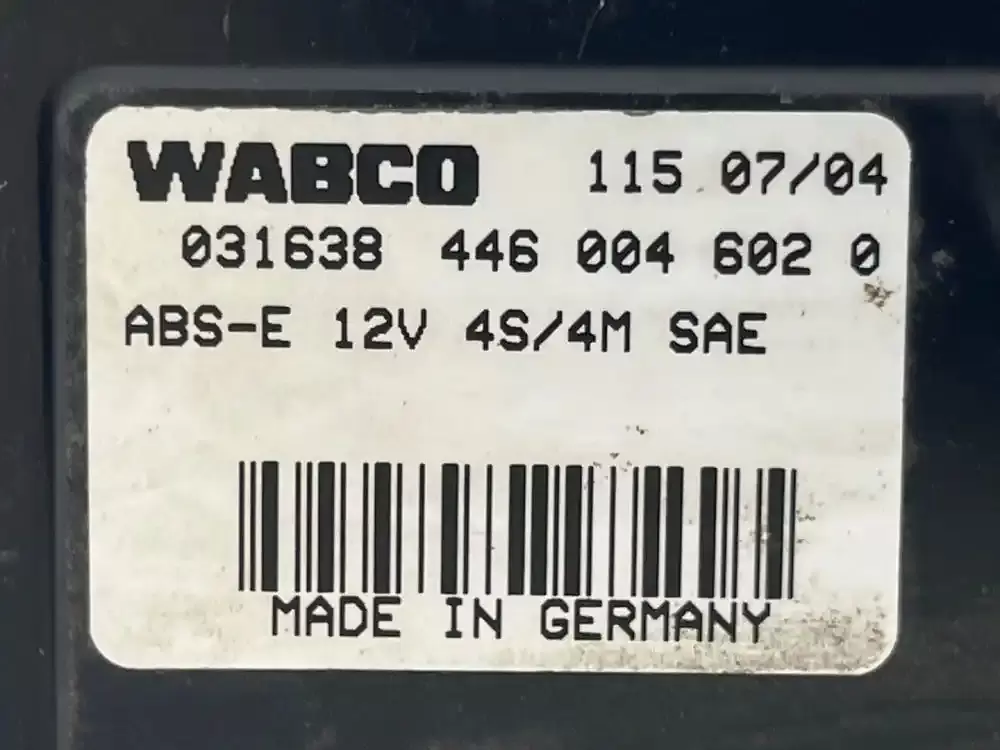 WABCO 115 07/04
031638 446 004 602 0
ABS-E 12V 4S/4M SAE
MADE IN GERMANY